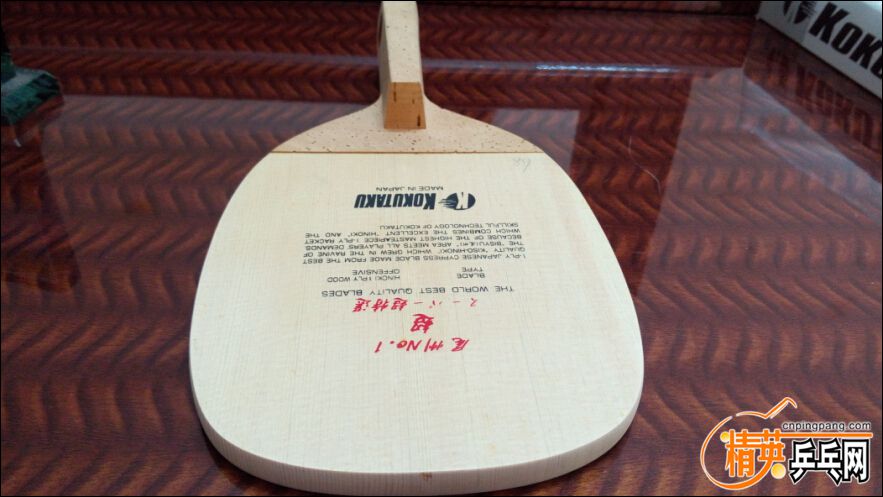 尾州No.1
超
スーパー超特選
THE WORLD BEST QUALITY BLADES
BLADE HINOKI 1 PLY WOOD
TYPE OFFENSIVE
1-PLY JAPANESE CYPRESS BLADE MADE FROM THE BEST
QUALITY "KISO-HINOKI" WHICH GREW IN THE RAVINE OF
THE "BISYU(尾州)" AREA MEETS ALL PLAYERS' DEMANDS
BECAUSE OF THE HIGHEST MASTERPIECE 1-PLY RACKET
WHICH COMBINES THE EXCELLENT "HINOKI" AND THE
SKILLFUL TECHNOLOGY OF KOKUTAKU
KOKUTAKU
MADE IN JAPAN
KOKU
cnpingpang.com
精英乒乓网